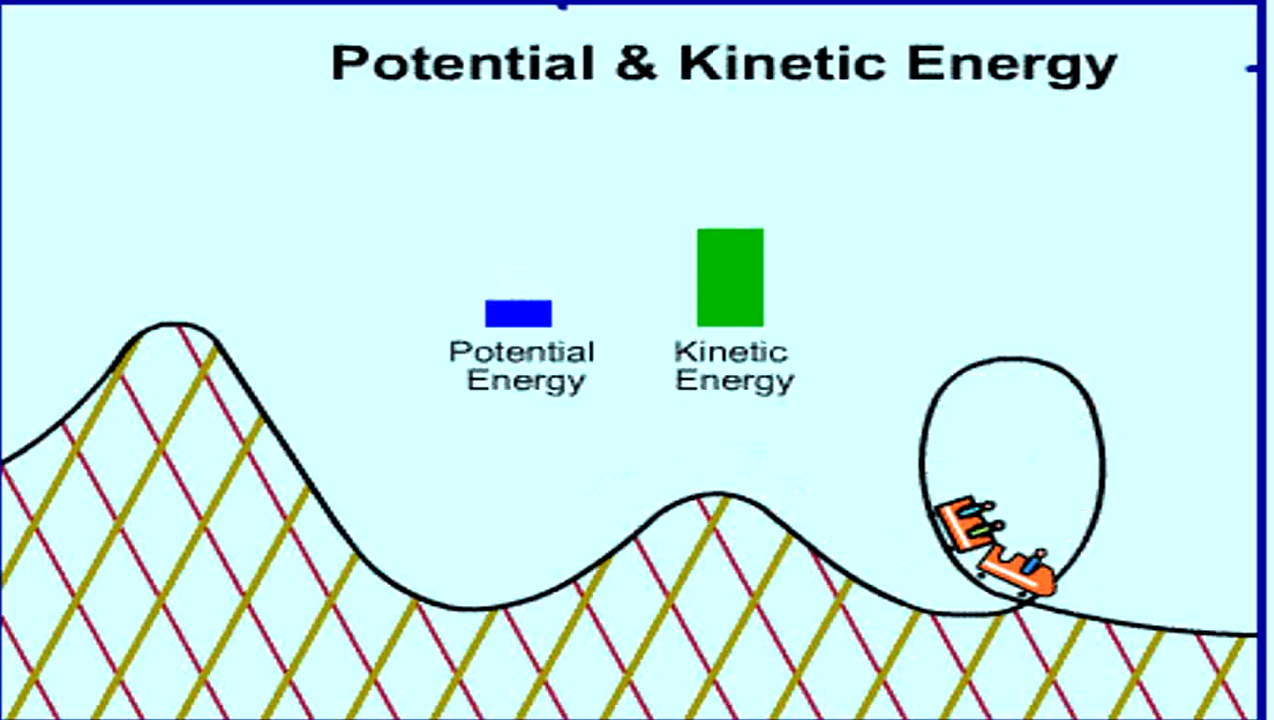 Potential & Kinetic Energy
Potential
Energy
Kinetic
Energy